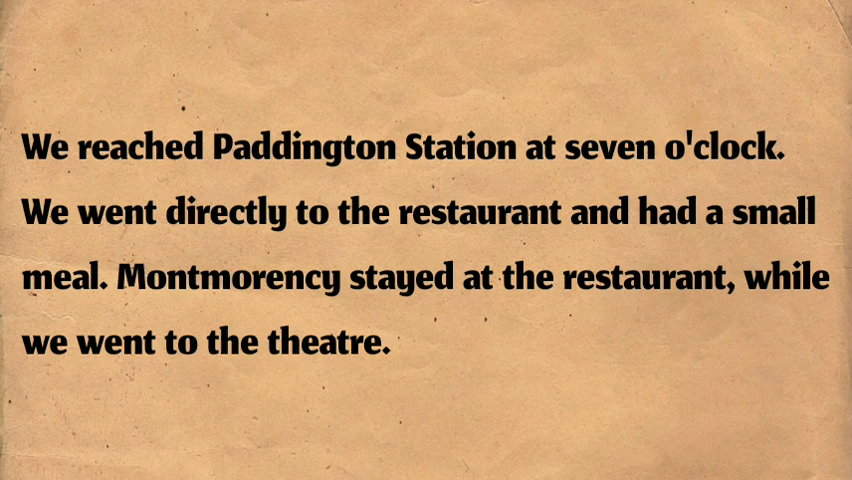 We reached Paddington Station at seven o'clock.
We went directly to the restaurant and had a small
meal. Montmorency stayed at the restaurant, while
we went to the theatre.